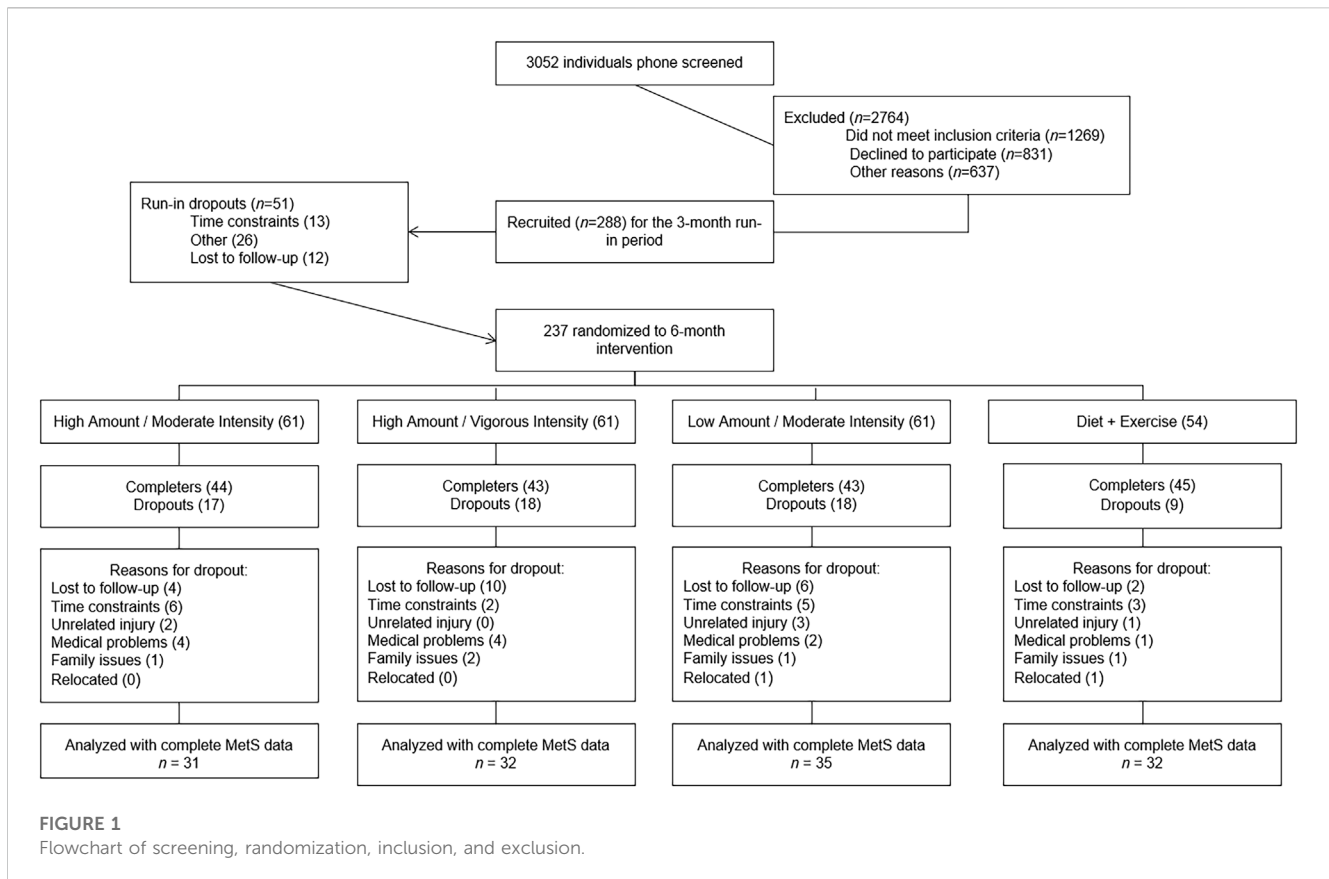 3052 individuals phone screened
Excluded (n=2764)
Did not meet inclusion criteria (n=1269)
Declined to participate (n=831)
Other reasons (n=637)
Run-in dropouts (n=51)
Time constraints (13)
Other (26)
Lost to follow-up (12)
Recruited (n=288) for the 3-month run-
in period
237 randomized to 6-month
intervention
High Amount / Moderate Intensity (61)
High Amount / Vigorous Intensity (61)
Low Amount / Moderate Intensity (61)
Diet + Exercise (54)
Completers (44)
Dropouts (17)
Completers (43)
Dropouts (18)
Completers (43)
Dropouts (18)
Completers (45)
Dropouts (9)
Reasons for dropout:
Lost to follow-up (4)
Time constraints (6)
Unrelated injury (2)
Medical problems (4)
Family issues (1)
Relocated (0)
Reasons for dropout:
Lost to follow-up (10)
Time constraints (2)
Unrelated injury (0)
Medical problems (4)
Family issues (2)
Relocated (0)
Reasons for dropout:
Lost to follow-up (6)
Time constraints (5)
Unrelated injury (3)
Medical problems (2)
Family issues (1)
Relocated (1)
Reasons for dropout:
Lost to follow-up (2)
Time constraints (3)
Unrelated injury (1)
Medical problems (1)
Family issues (1)
Relocated (1)
Analyzed with complete MetS data
n = 31
Analyzed with complete MetS data
n = 32
Analyzed with complete MetS data
n = 35
Analyzed with complete MetS data
n = 32
FIGURE 1
Flowchart of screening, randomization, inclusion, and exclusion.